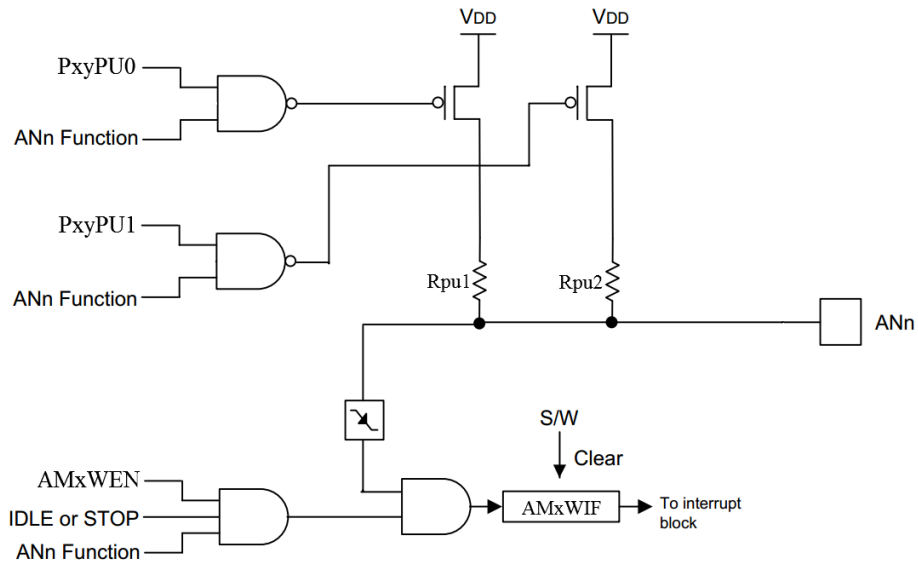 VDD
VDD
PxyPU0
ANn Function
PxyPU1
ANn Function
Rpu1
Rpu2
ANn
S/W
Clear
AMxWEN
IDLE or STOP
ANn Function
AMxWIF
To interrupt
block